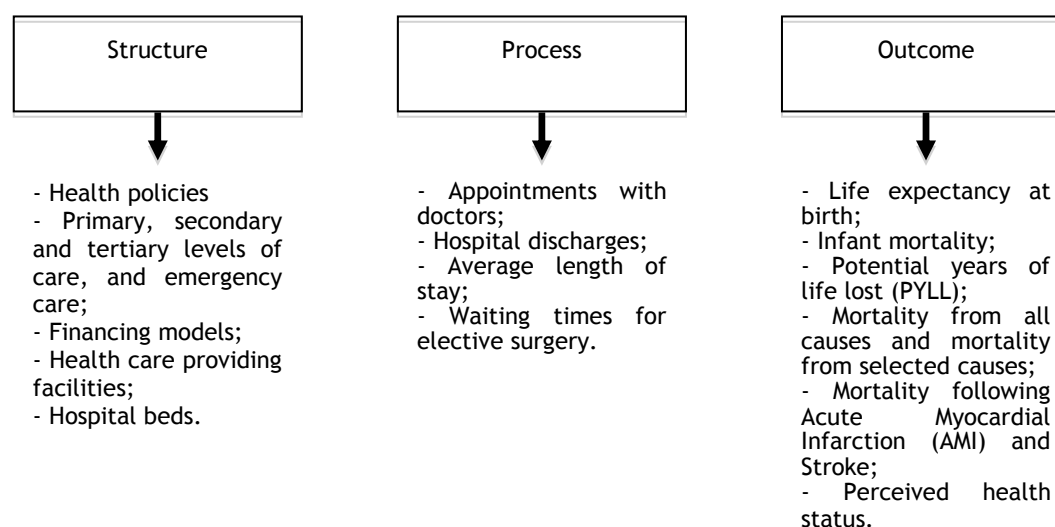 Structure
- Health policies
- Primary, secondary
and tertiary levels of
care, and emergency
care;
- Financing models;
- Health care providing
facilities;
- Hospital beds.
Process
- Appointments with
doctors;
- Hospital discharges;
- Average length of
stay;
- Waiting times for
elective surgery.
Outcome
- Life expectancy at
birth;
- Infant mortality;
- Potential years of
life lost (PYLL);
- Mortality from all
causes and mortality
from selected causes;
- Mortality following
Acute Myocardial
Infarction (AMI) and
Stroke;
- Perceived health
status.